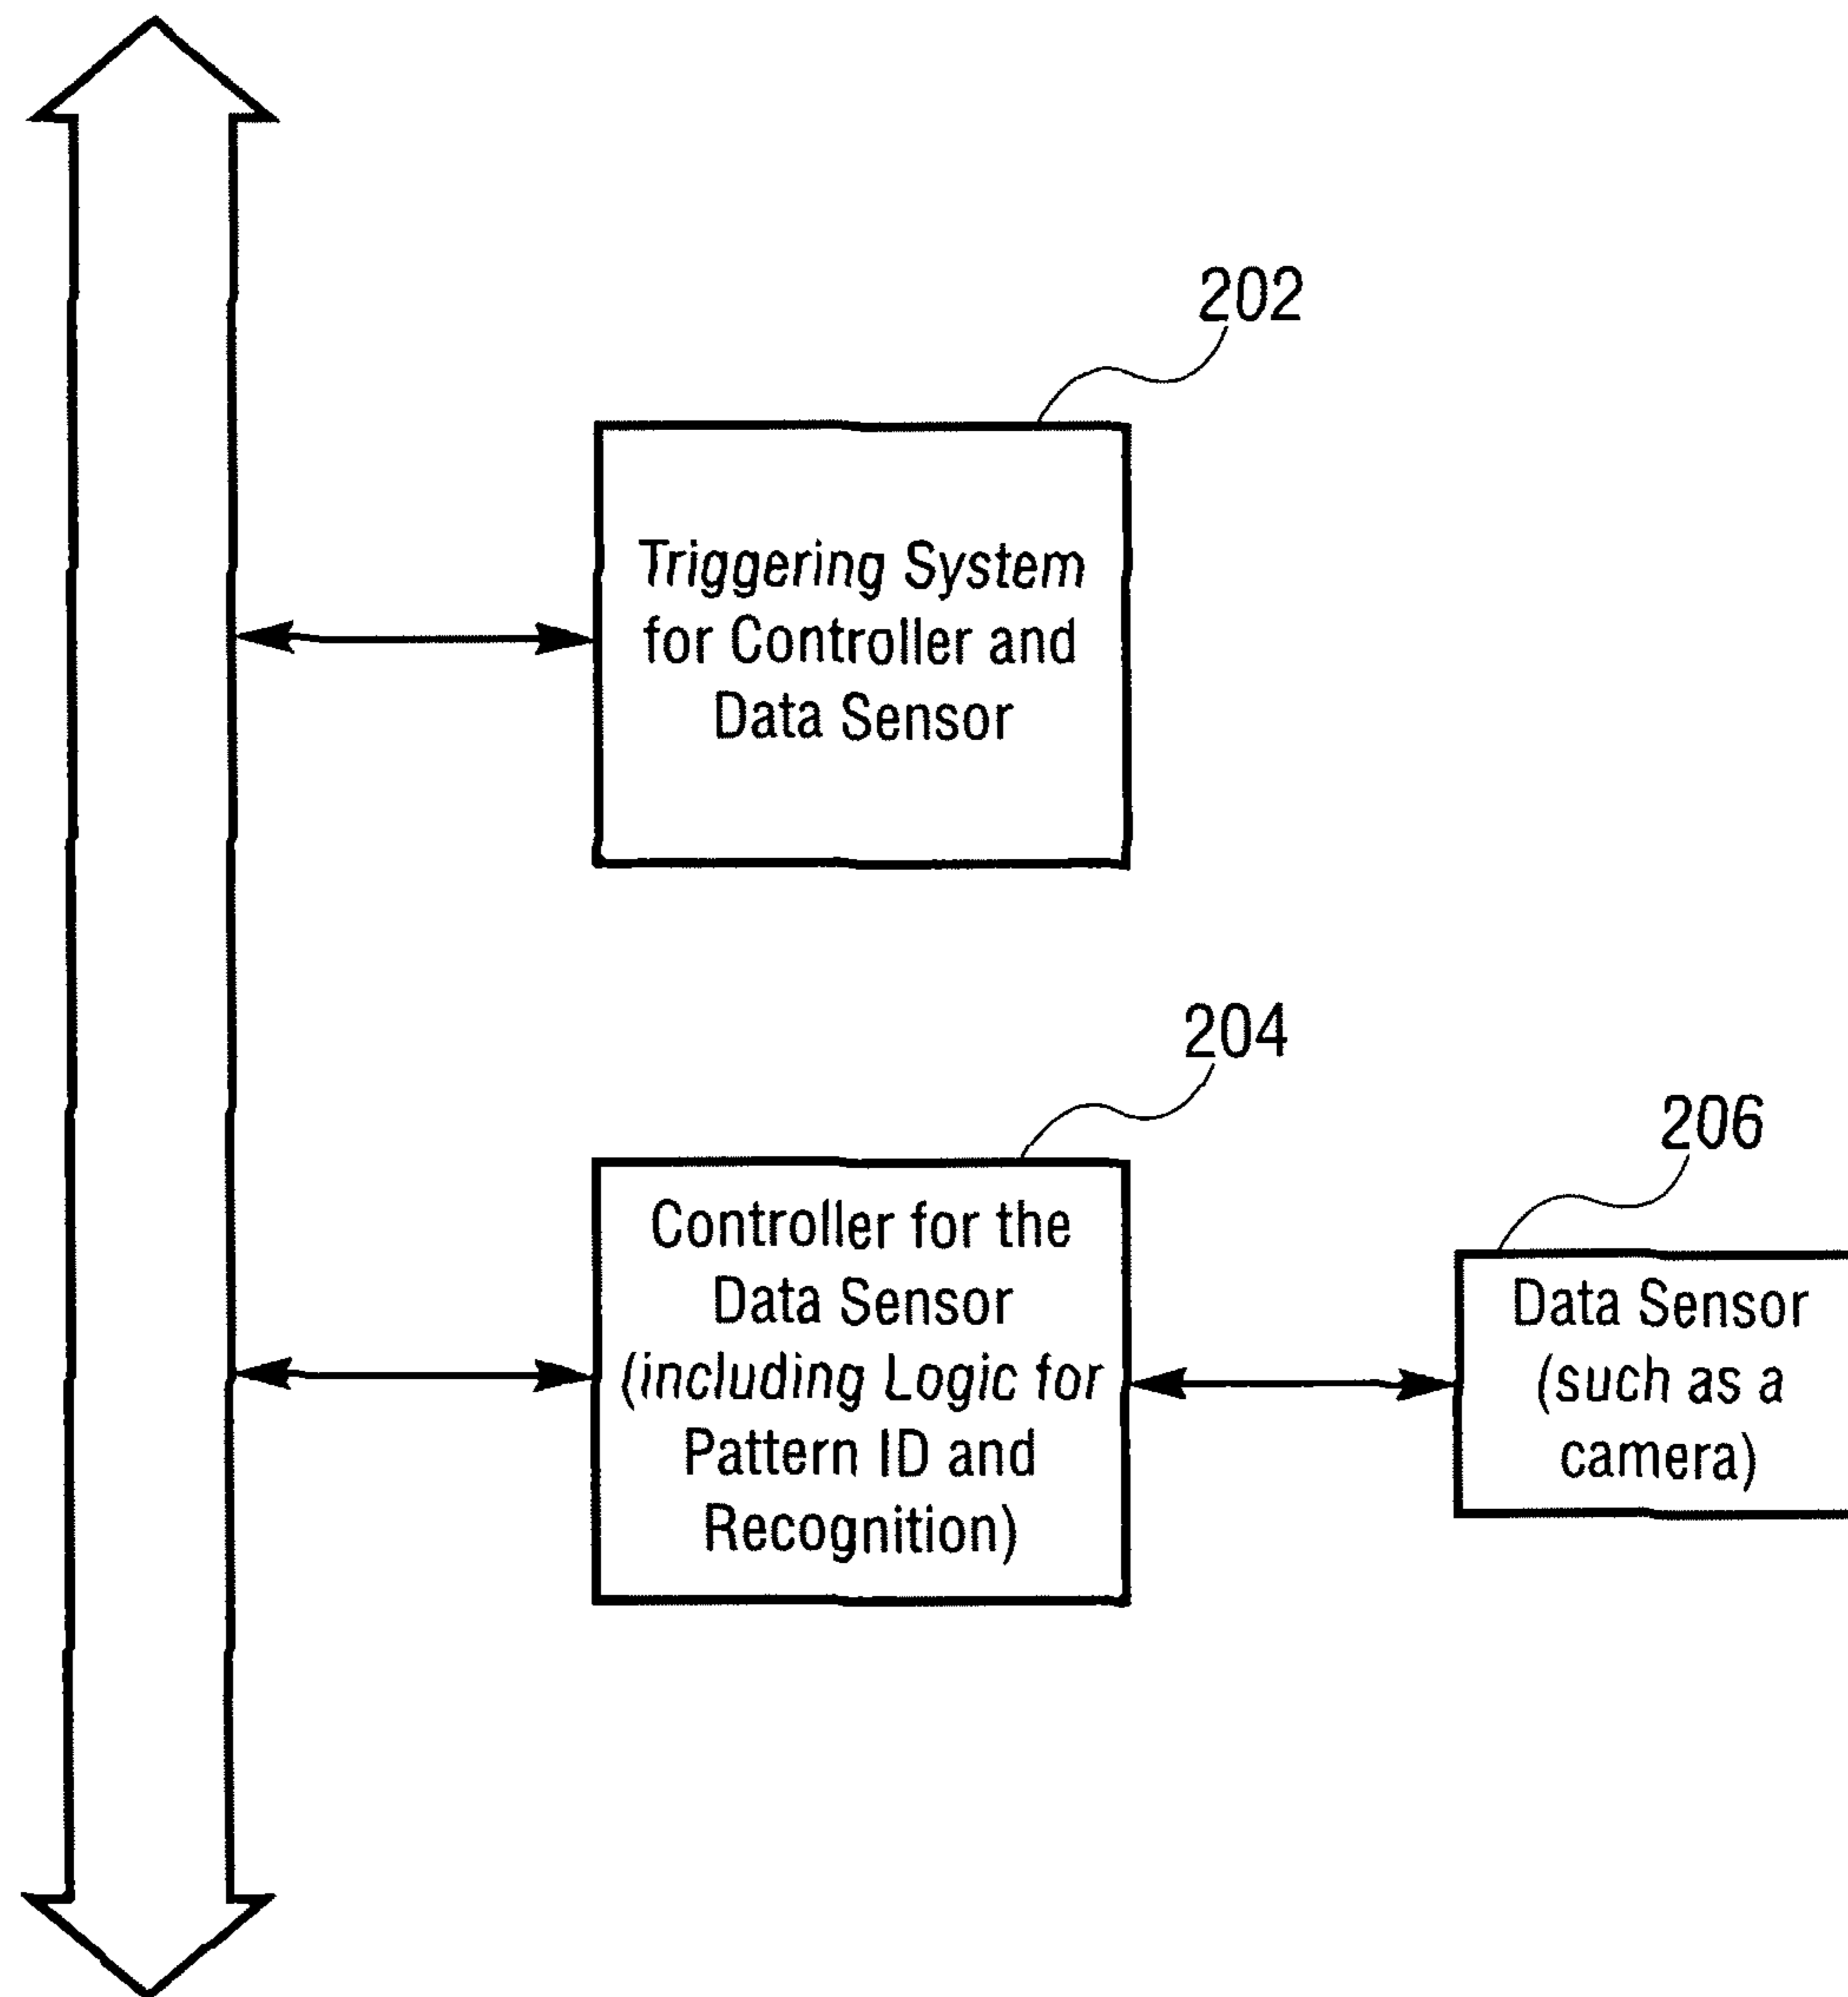 202
Triggering System
for Controller and
Data Sensor
204
Controller for the
Data Sensor
(including Logic for
Pattern ID and
Recognition)
206
Data Sensor
(such as a
camera)